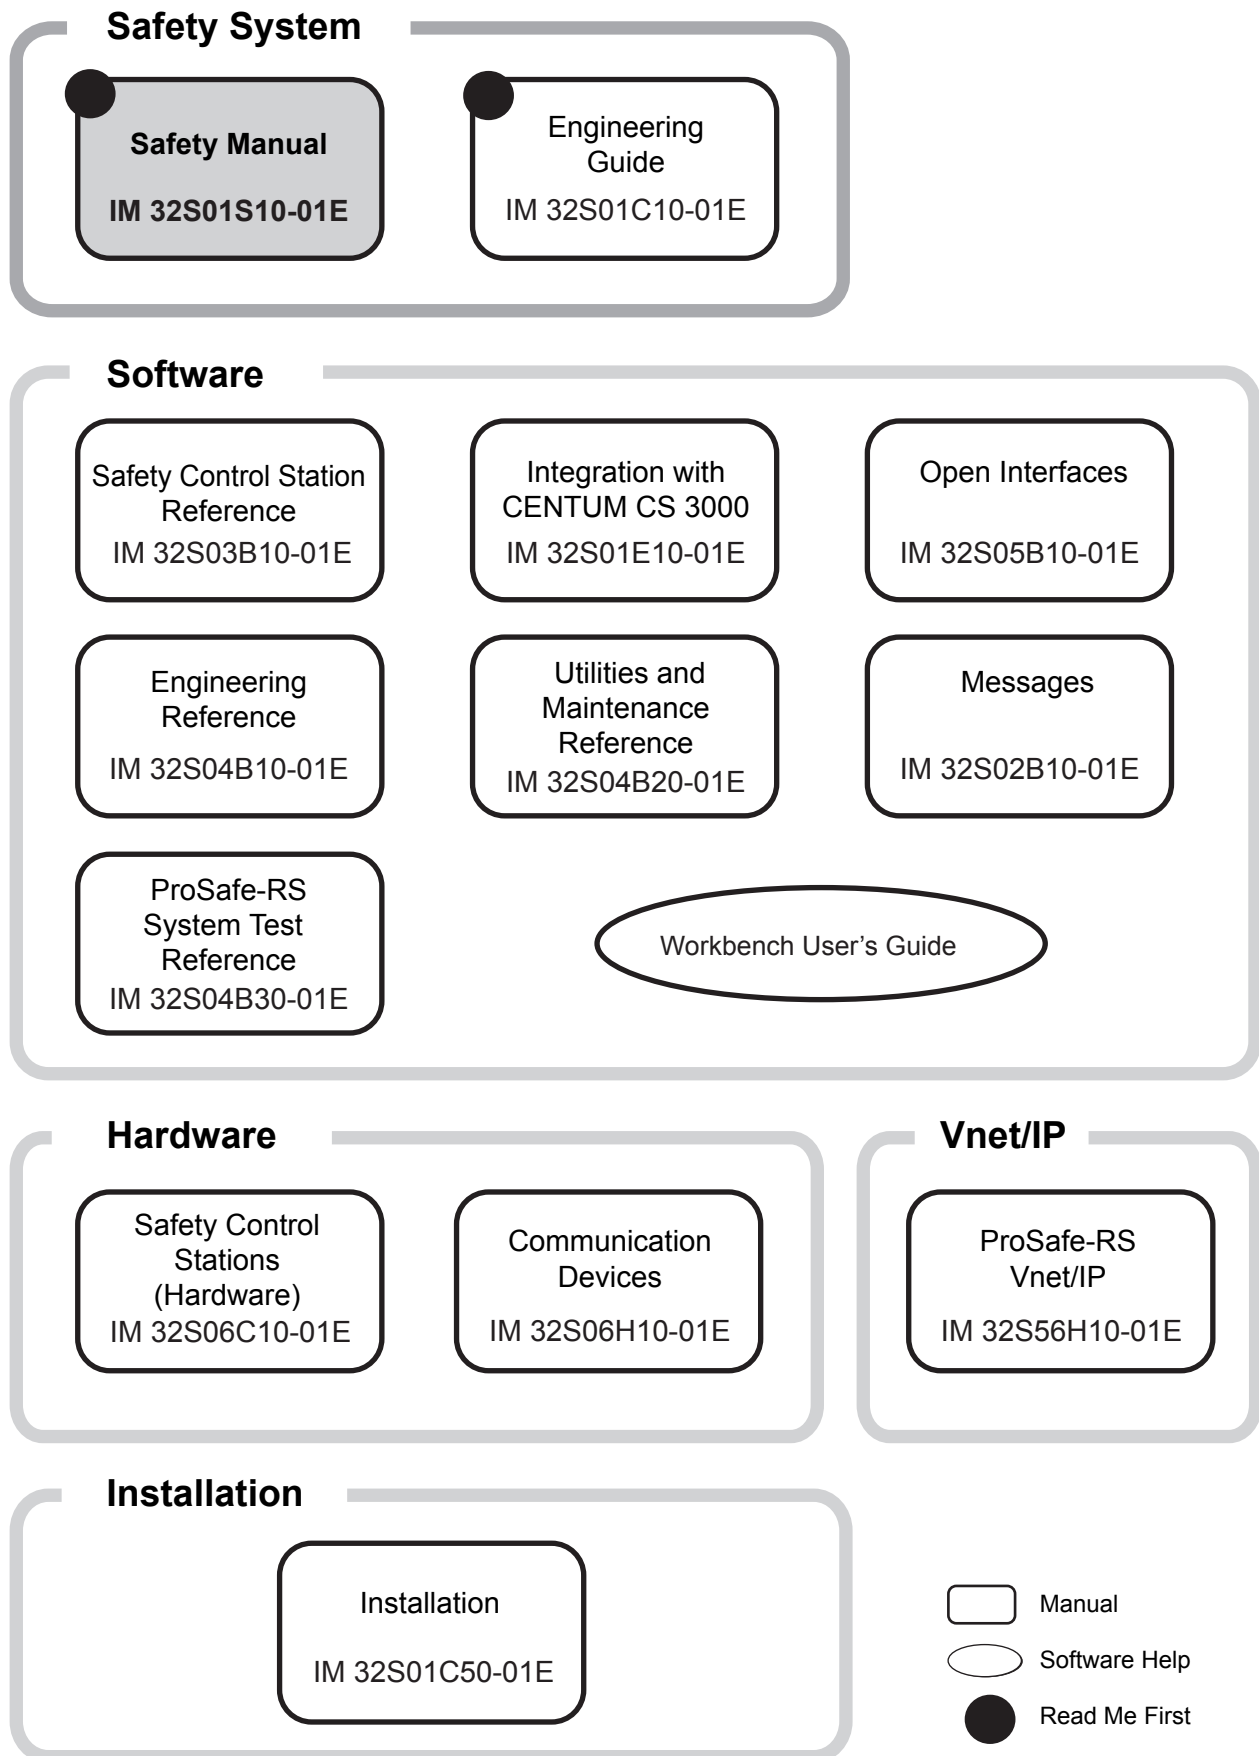 Safety System
Safety Manual
IM 32S01S10-01E
Engineering
Guide
IM 32S01C10-01E
Software
Safety Control Station
Reference
IM 32S03B10-01E
Integration with
CENTUM CS 3000
IM 32S01E10-01E
Open Interfaces
IM 32S05B10-01E
Engineering
Reference
IM 32S04B10-01E
Utilities and
Maintenance
Reference
IM 32S04B20-01E
Messages
IM 32S02B10-01E
ProSafe-RS
System Test
Reference
IM 32S04B30-01E
Workbench User’s Guide
Hardware
Safety Control
Stations
(Hardware)
IM 32S06C10-01E
Communication
Devices
IM 32S06H10-01E
Vnet/IP
ProSafe-RS
Vnet/IP
IM 32S56H10-01E
Installation
Installation
IM 32S01C50-01E
Manual
Software Help
Read Me First